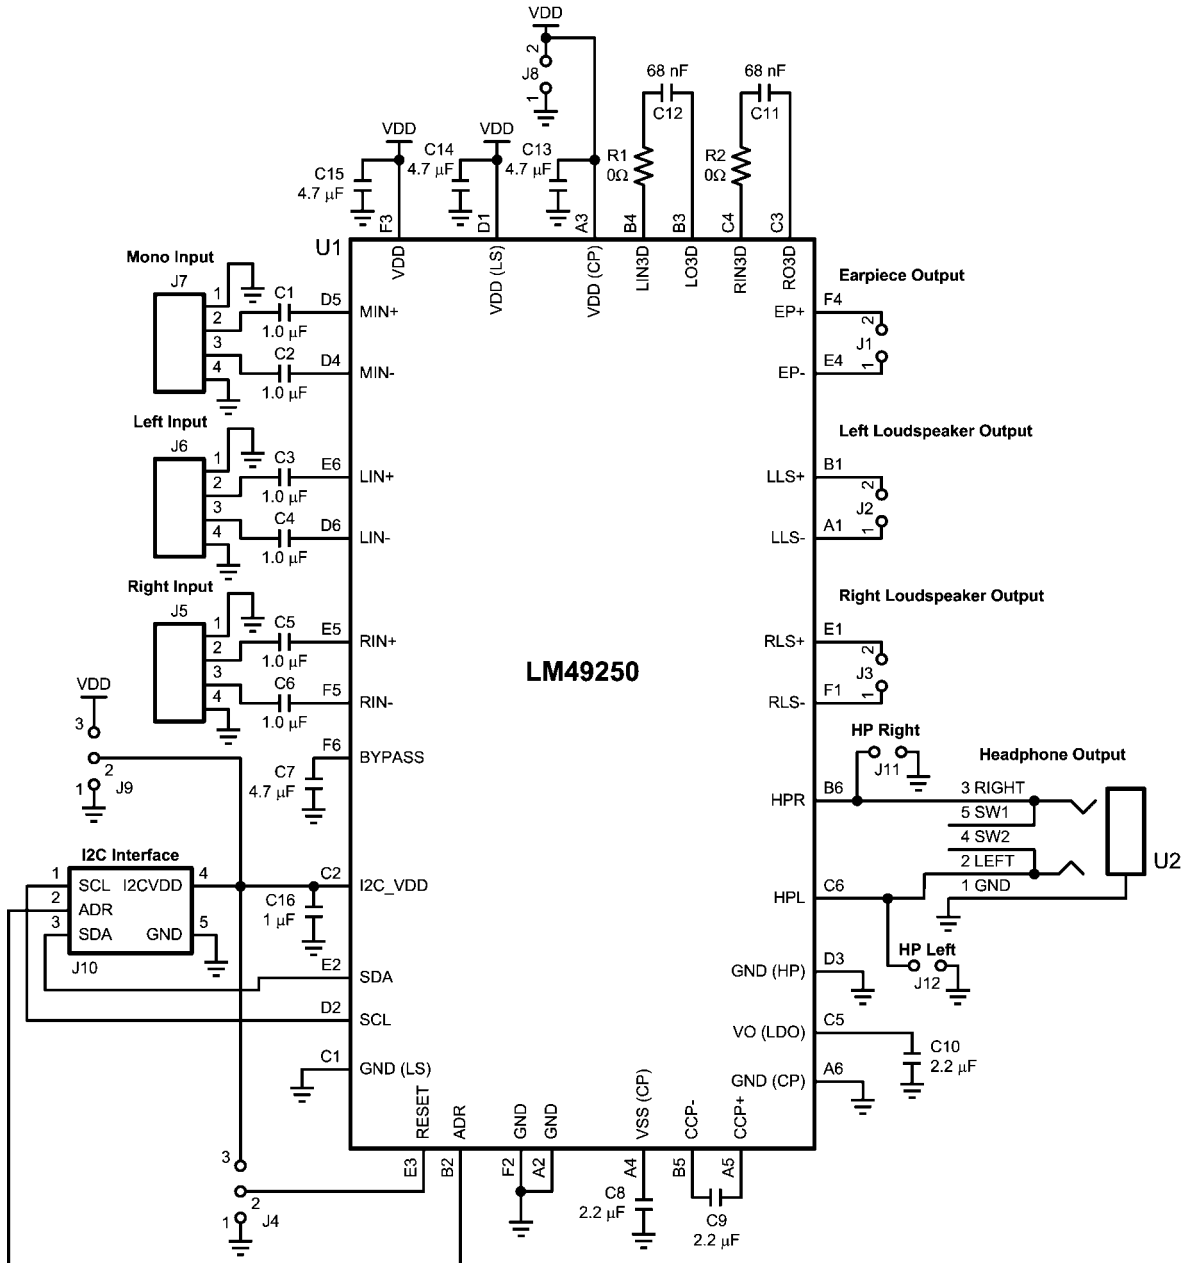 VDD
2
J8
1
68 nF
C12
68 nF
C11
VDD
C15
4.7 µF
C14
4.7 µF
VDD
C13
4.7 µF
R1
0Ω
R2
0Ω
F3
D1
A3
B4
B3
C4
C3
U1
VDD
VDD (LS)
VDD (CP)
LIN3D
LO3D
RIN3D
RO3D
Mono Input
J7
1
2
3
4
C1
1.0 µF
C2
1.0 µF
D5
MIN+
D4
MIN-
Earpiece Output
EP+
F4
2
J1
1
EP-
E4
Left Input
J6
1
2
3
4
C3
1.0 µF
C4
1.0 µF
E6
LIN+
D6
LIN-
Left Loudspeaker Output
LLS+
B1
2
J2
1
LLS-
A1
Right Input
J5
1
2
3
4
C5
1.0 µF
C6
1.0 µF
E5
RIN+
F5
RIN-
LM49250
Right Loudspeaker Output
RLS+
E1
2
J3
1
RLS-
F1
VDD
3
2
1
J9
F6
BYPASS
C7
4.7 µF
HP Right
J11
Headphone Output
HPR
B6
3 RIGHT
5 SW1
4 SW2
2 LEFT
1 GND
U2
HPL
C6
HP Left
J12
I2C Interface
1
SCL
I2CVDD
4
2
ADR
3
SDA
GND
5
J10
C2
I2C_VDD
C16
1 µF
E2
SDA
D2
SCL
C1
GND (LS)
GND (HP)
D3
VO (LDO)
C5
C10
2.2 µF
GND (CP)
A6
RESET
ADR
GND
GND
VSS (CP)
CCP-
CCP+
E3
B2
F2
A2
A4
B5
A5
3
2
1
J4
C8
2.2 µF
C9
2.2 µF